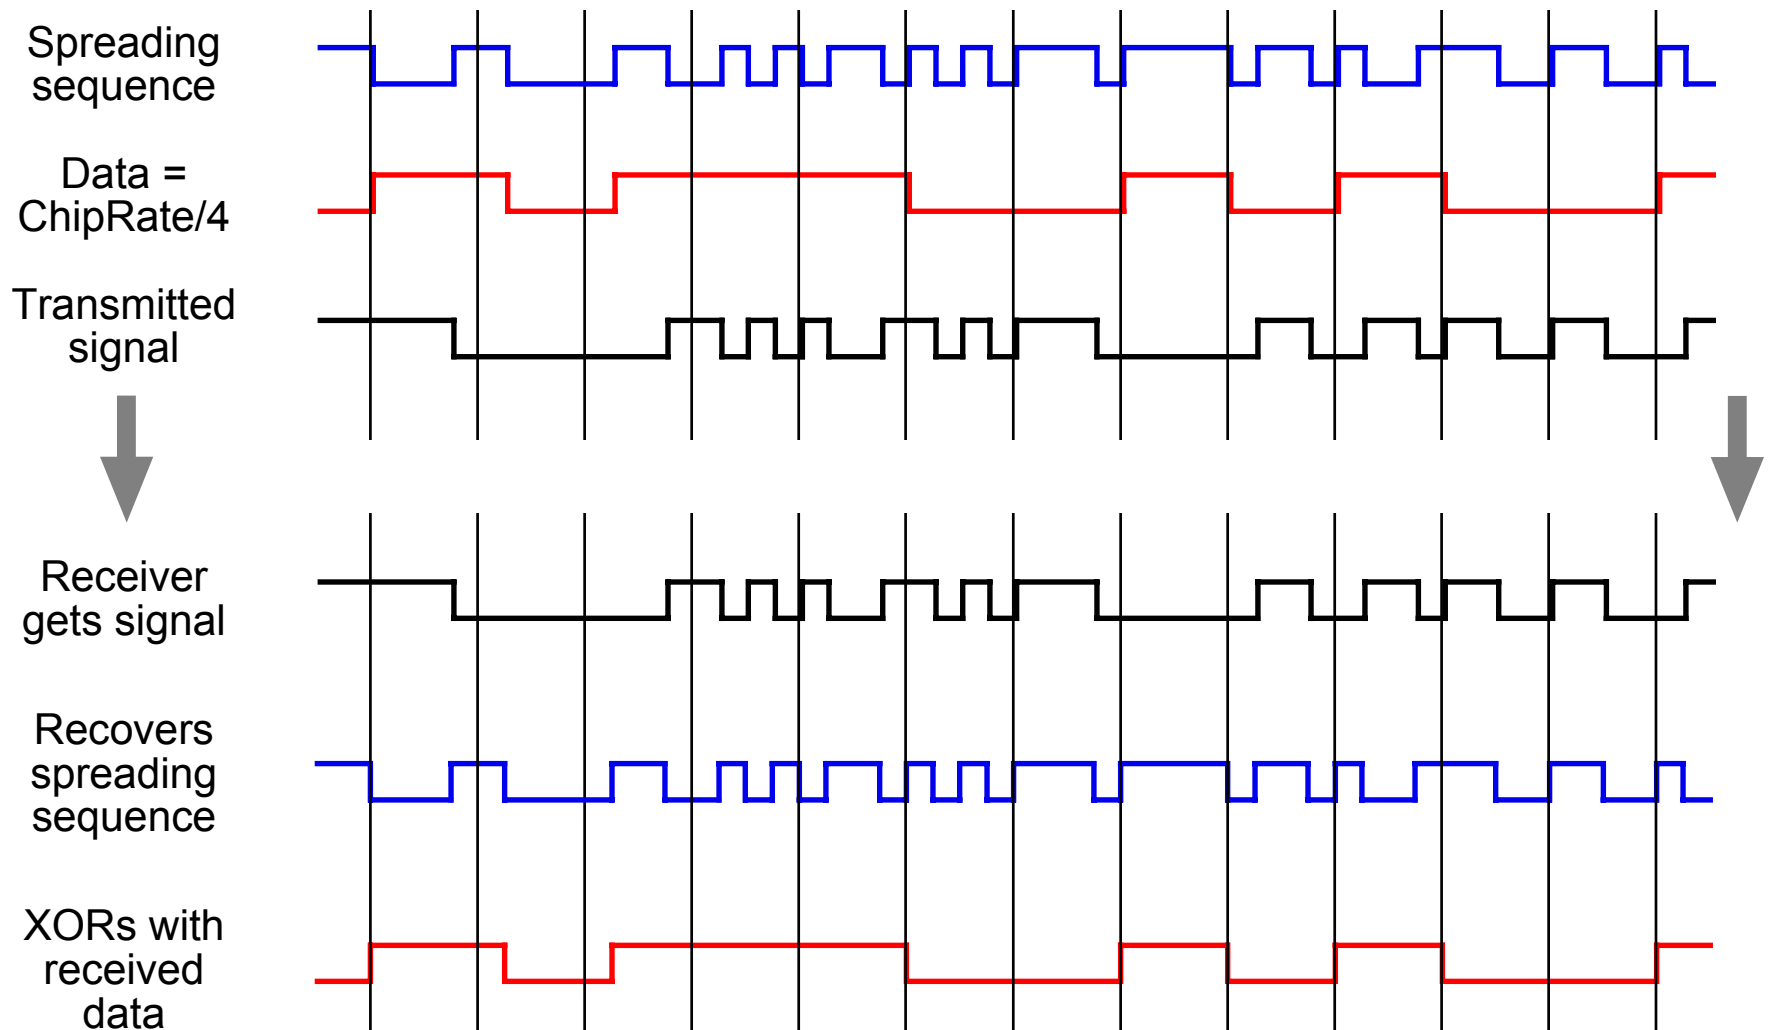 Spreading
sequence
Data =
ChipRate/4
Transmitted
signal
Receiver
gets signal
Recovers
spreading
sequence
XORs with
received
data